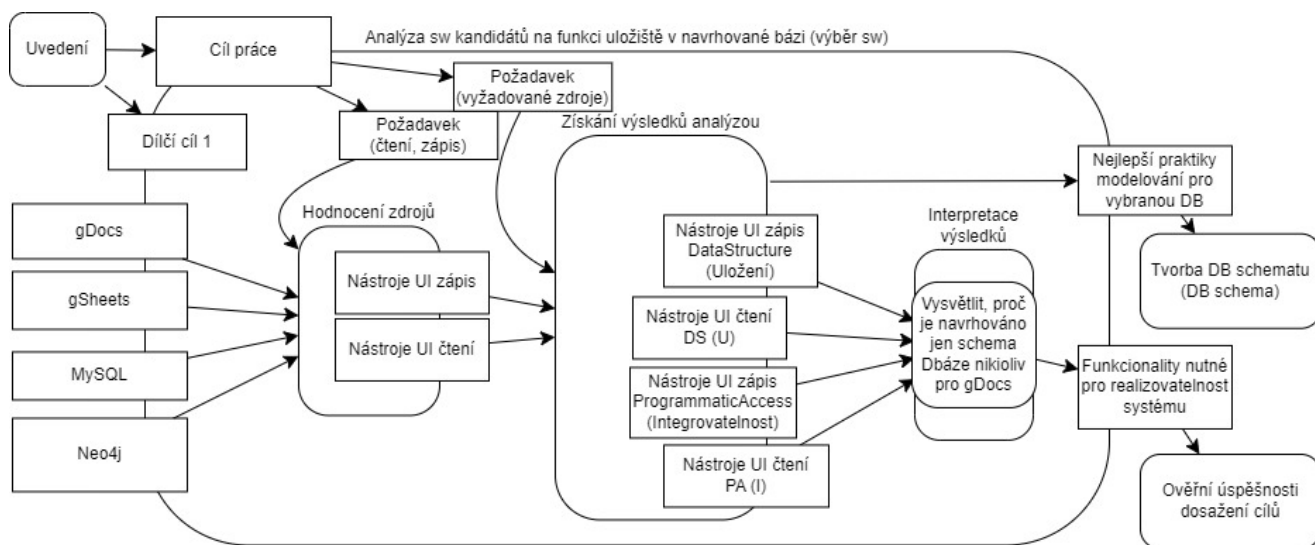 Uvedení
Cíl práce
Analýza sw kandidátů na funkci uložiště v navrhované bázi (výběr sw)
Požadavek
(vyžadované zdroje)
Požadavek
(čtení, zápis)
Dílčí cíl 1
Získání výsledků analýzou
Nejlepší praktiky
modelování pro
vybranou DB
gDocs
gSheets
MySQL
Neo4j
Hodnocení zdrojů
Nástroje UI zápis
Nástroje UI čtení
Nástroje UI zápis
DataStructure
(Uložení)
Nástroje UI čtení
DS (U)
Nástroje UI zápis
ProgrammaticAccess
(Integrovatelnost)
Nástroje UI čtení
PA (I)
Interpretace
výsledků
Vysvětlit, proč
je navrhováno
jen schema
Dbáze nikioliv
pro gDocs
Tvorba DB schematu
(DB schema)
Funkcionality nutné
pro realizovatelnost
systému
Ověřní úspěšnosti
dosažení cílů